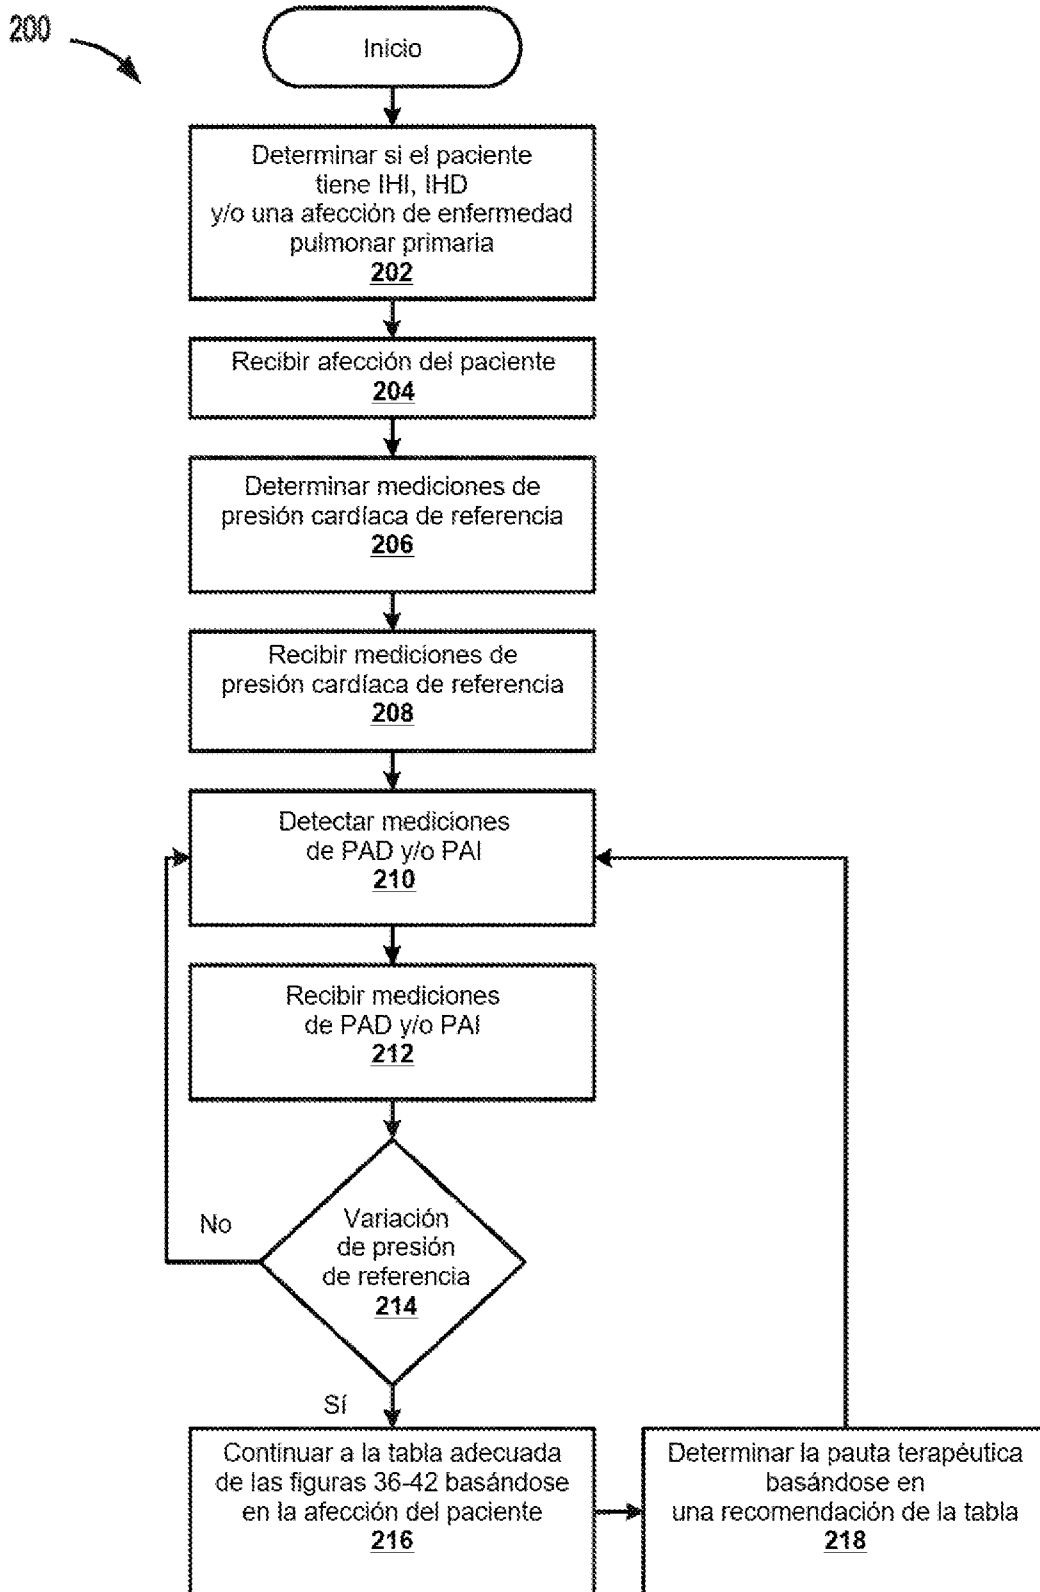 200
Inicio
Determinar si el paciente
tiene IHI, IHD
y/o una afección de enfermedad
pulmonar primaria
202
Recibir afección del paciente
204
Determinar mediciones de
presión cardíaca de referencia
206
Recibir mediciones de
presión cardíaca de referencia
208
Detectar mediciones
de PAD y/o PAI
210
Recibir mediciones
de PAD y/o PAI
212
No
Variación
de presión
de referencia
214
Sí
Continuar a la tabla adecuada
de las figuras 36-42 basándose
en la afección del paciente
216
Determinar la pauta terapéutica
basándose en
una recomendación de la tabla
218